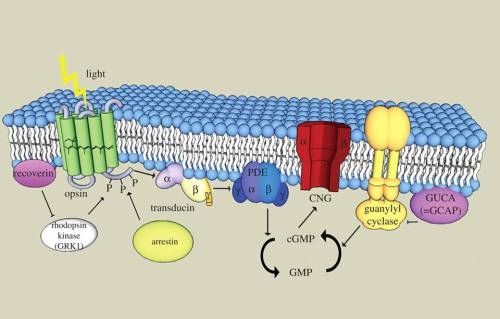 light
recoverin
opsin
P
P
P
α
β
γ
transducin
rhodopsin
kinase
(GRK1)
arrestin
PDE
γ α β γ
α β
CNG
cGMP
GMP
guanylyl
cyclase
GUCA
(=GCAP)